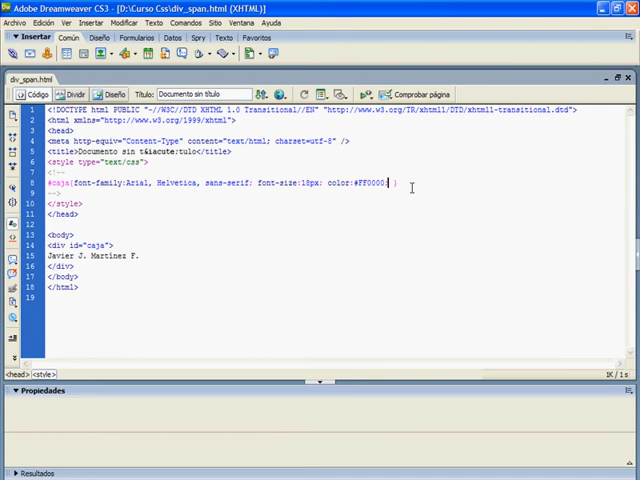 Adobe Dreamweaver CS3 - [D:\Curso Css\div_span.html (XHTML)]
Archivo Edición Ver Insertar Modificar Texto Comandos Sitio Ventana Ayuda
Insertar Común Diseño Formularios Datos Spry Texto Favoritos
div_span.html
Código Dividir Diseño Título: Documento sin título Comprobar página
1 <!DOCTYPE html PUBLIC "-//W3C//DTD XHTML 1.0 Transitional//EN" "http://www.w3.org/TR/xhtml1/DTD/xhtml1-transitional.dtd">
2 <html xmlns="http://www.w3.org/1999/xhtml">
3 <head>
4 <meta http-equiv="Content-Type" content="text/html; charset=utf-8" />
5 <title>Documento sin t&iacute;tulo</title>
6 <style type="text/css">
7 <!--
8 #caja{font-family:Arial, Helvetica, sans-serif; font-size:18px; color:#FF0000; }
9 -->
10 </style>
11 </head>
12
13 <body>
14 <div id="caja">
15 Javier J. Martinez F.
16 </div>
17 </body>
18 </html>
19
<head> <style> 1K / 1 s
Propiedades
Resultados